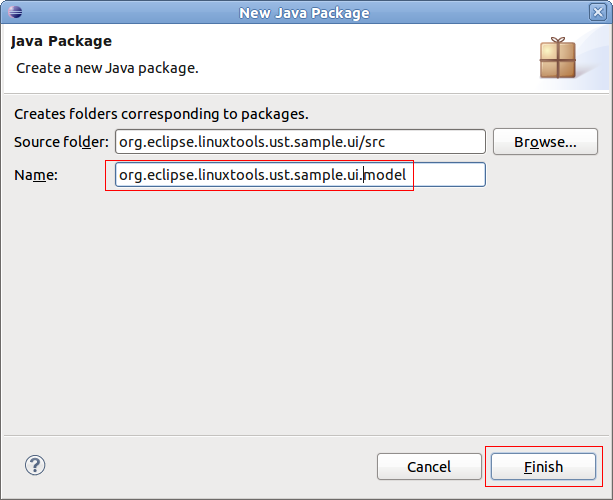 New Java Package
Java Package
Create a new Java package.
Creates folders corresponding to packages.
Source folder: org.eclipse.linuxtools.ust.sample.ui/src Browse...
Name: org.eclipse.linuxtools.ust.sample.ui.model
? Cancel Finish